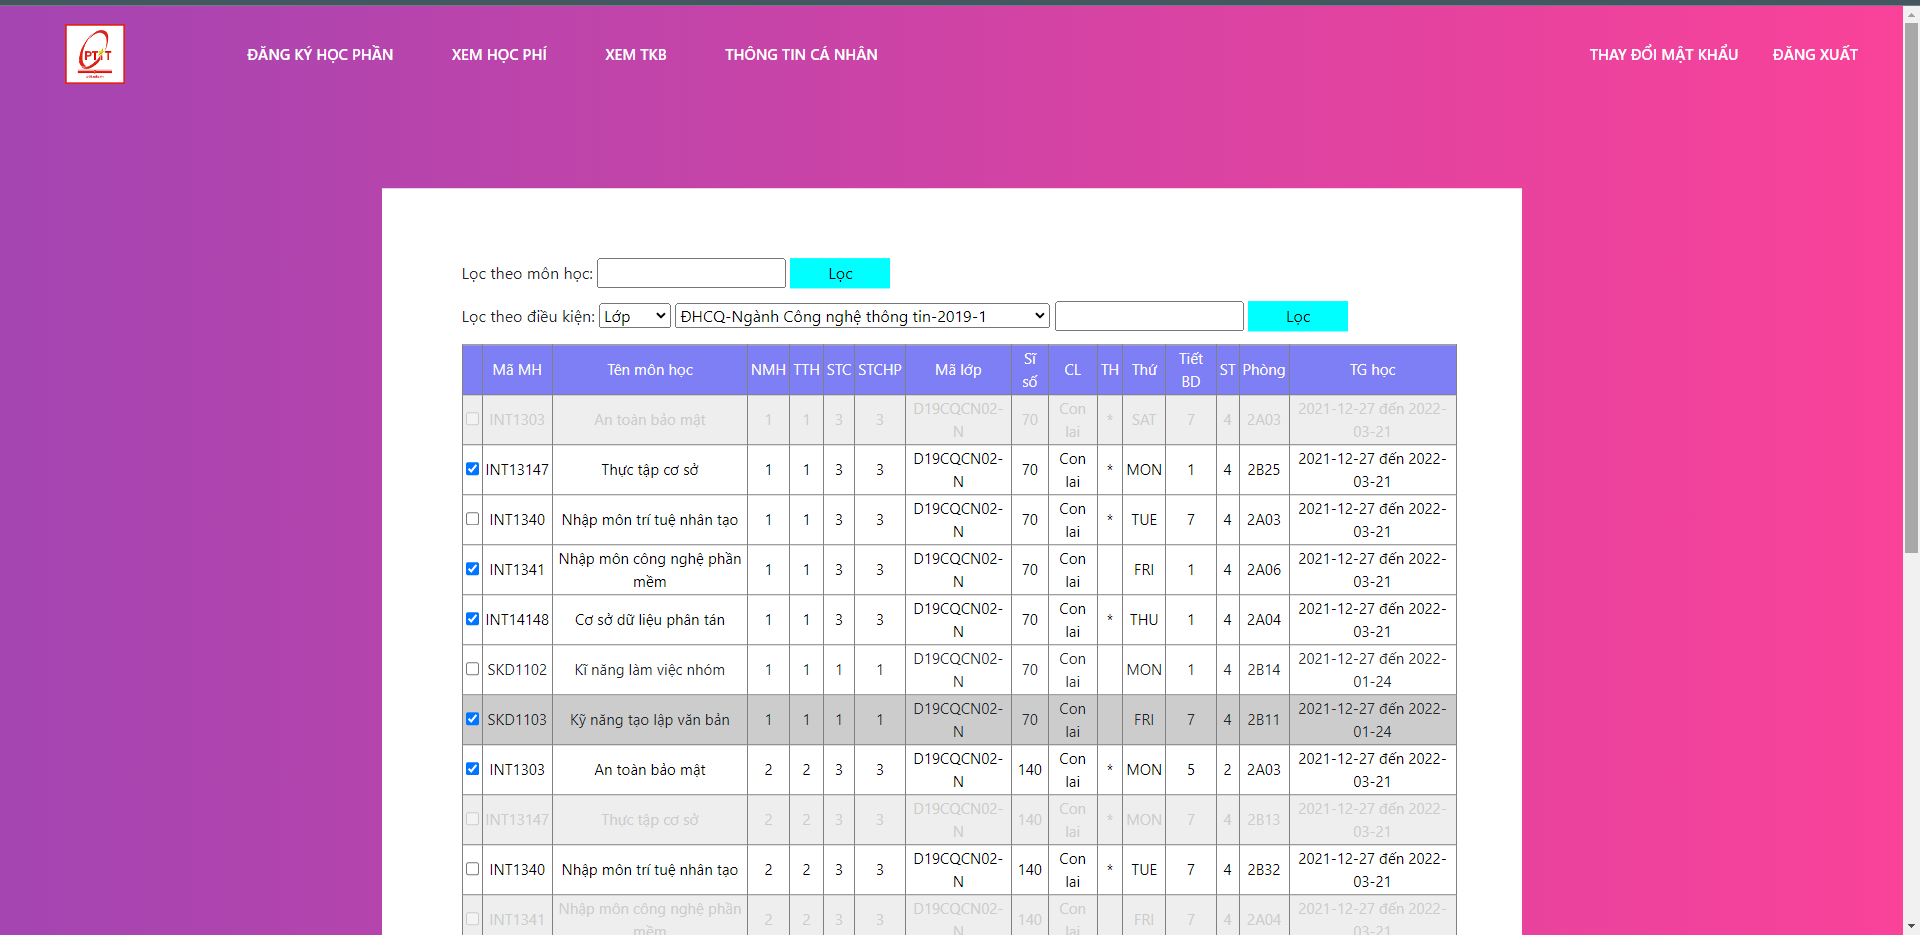 PTIT
ĐĂNG KÝ HỌC PHẦN XEM HỌC PHÍ XEM TKB THÔNG TIN CÁ NHÂN THAY ĐỔI MẬT KHẨU ĐĂNG XUẤT
Lọc theo môn học: Lọc
Lọc theo điều kiện: Lớp ĐHCQ-Ngành Công nghệ thông tin-2019-1 Lọc
Mã MH Tên môn học NMH TTH STC STCHP Mã lớp Sĩ số CL TH Thứ Tiết BD ST Phòng TG học
INT1303 An toàn bảo mật 1 1 3 3 D19CQCN02-N 70 Con lai * SAT 7 4 2A03 2021-12-27 đến 2022-03-21
INT13147 Thực tập cơ sở 1 1 3 3 D19CQCN02-N 70 Con lai * MON 1 4 2B25 2021-12-27 đến 2022-03-21
INT1340 Nhập môn trí tuệ nhân tạo 1 1 3 3 D19CQCN02-N 70 Con lai * TUE 7 4 2A03 2021-12-27 đến 2022-03-21
INT1341 Nhập môn công nghệ phần mềm 1 1 3 3 D19CQCN02-N 70 Con lai FRI 1 4 2A06 2021-12-27 đến 2022-03-21
INT14148 Cơ sở dữ liệu phân tán 1 1 3 3 D19CQCN02-N 70 Con lai * THU 1 4 2A04 2021-12-27 đến 2022-03-21
SKD1102 Kĩ năng làm việc nhóm 1 1 1 1 D19CQCN02-N 70 Con lai MON 1 4 2B14 2021-12-27 đến 2022-01-24
SKD1103 Kỹ năng tạo lập văn bản 1 1 1 1 D19CQCN02-N 70 Con lai FRI 7 4 2B11 2021-12-27 đến 2022-01-24
INT1303 An toàn bảo mật 2 2 3 3 D19CQCN02-N 140 Con lai * MON 5 2 2A03 2021-12-27 đến 2022-03-21
INT13147 Thực tập cơ sở 2 2 3 3 D19CQCN02-N 140 Con lai * MON 7 4 2B13 2021-12-27 đến 2022-03-21
INT1340 Nhập môn trí tuệ nhân tạo 2 2 3 3 D19CQCN02-N 140 Con lai * TUE 7 4 2B32 2021-12-27 đến 2022-03-21
INT1341 Nhập môn công nghệ phần mềm 2 2 3 3 D19CQCN02-N 140 Con lai FRI 7 4 2A04 2021-12-27 đến 2022-03-21